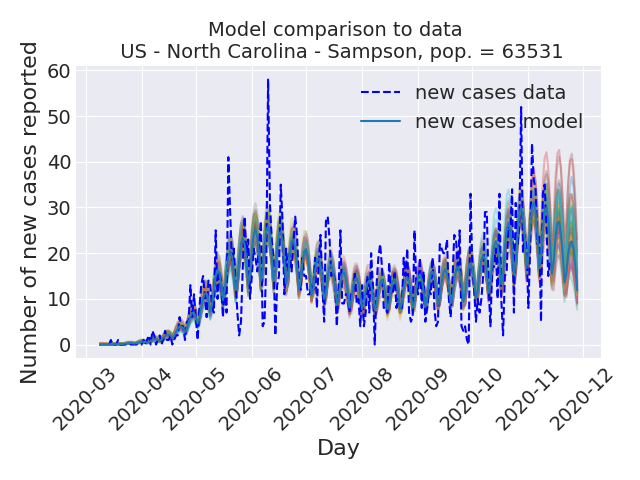 Model comparison to data
US - North Carolina - Sampson, pop. = 63531
Number of new cases reported
60
50
40
30
20
10
0
new cases data
new cases model
2020-03
2020-04
2020-05
2020-06
2020-07
2020-08
2020-09
2020-10
2020-11
2020-12
Day